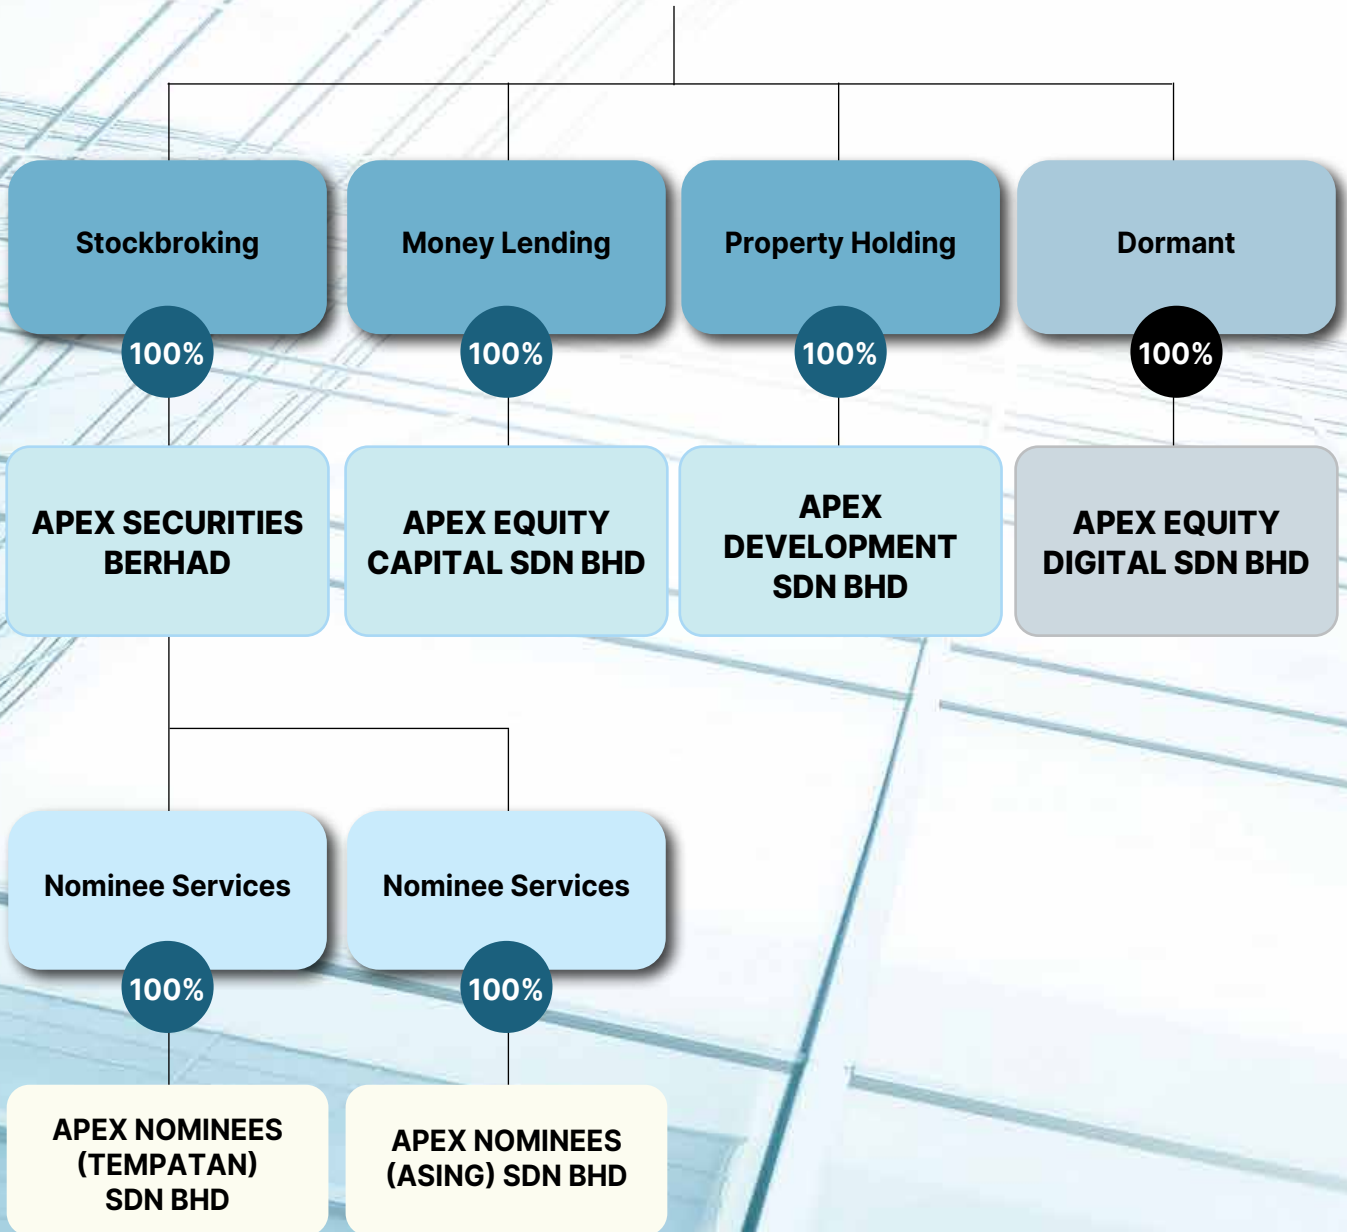 Stockbroking
Money Lending
Property Holding
Dormant
100%
100%
100%
100%
APEX SECURITIES
BERHAD
APEX EQUITY
CAPITAL SDN BHD
APEX
DEVELOPMENT
SDN BHD
APEX EQUITY
DIGITAL SDN BHD
Nominee Services
Nominee Services
100%
100%
APEX NOMINEES
(TEMPATAN)
SDN BHD
APEX NOMINEES
(ASING) SDN BHD